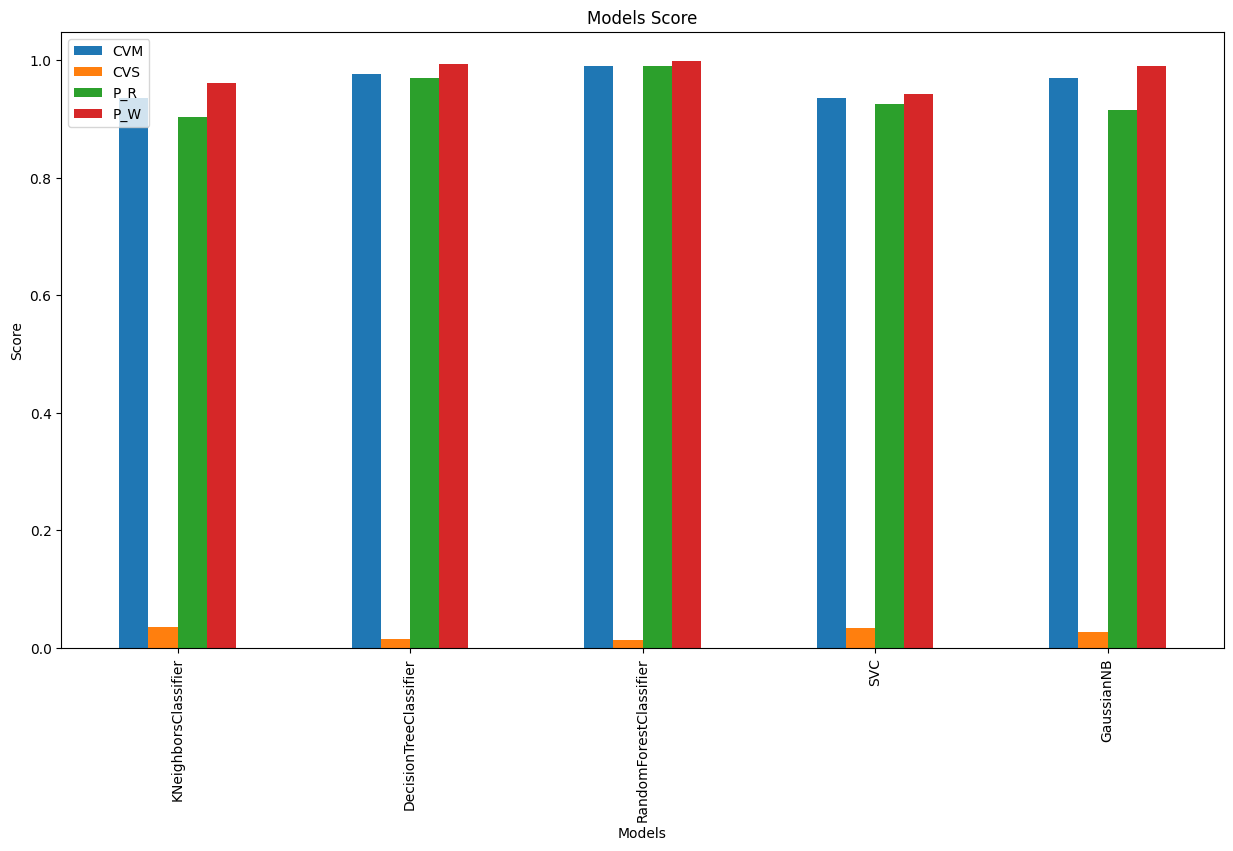 Models Score
CVM
CVS
P_R
P_W
1.0
0.8
0.6
0.4
0.2
0.0
Score
KNeighborsClassifier
DecisionTreeClassifier
RandomForestClassifier
SVC
GaussianNB
Models